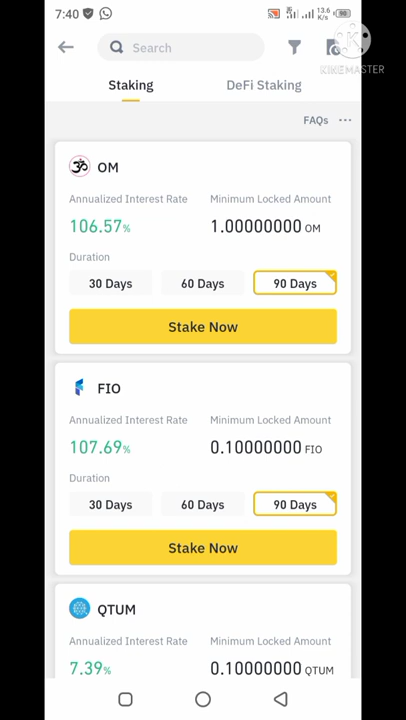 7:40 13.6 K/s 90
Search
KINEMASTER
Staking DeFi Staking
FAQs
OM
Annualized Interest Rate Minimum Locked Amount
106.57% 1.00000000 OM
Duration
30 Days 60 Days 90 Days
Stake Now
FIO
Annualized Interest Rate Minimum Locked Amount
107.69% 0.10000000 FIO
Duration
30 Days 60 Days 90 Days
Stake Now
QTUM
Annualized Interest Rate Minimum Locked Amount
7.39% 0.10000000 QTUM